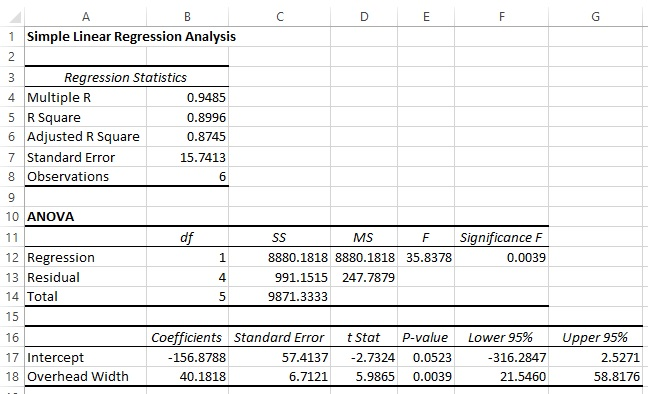 A B C D E F G
1 Simple Linear Regression Analysis
2
3 Regression Statistics
4 Multiple R 0.9485
5 R Square 0.8996
6 Adjusted R Square 0.8745
7 Standard Error 15.7413
8 Observations 6
9
10 ANOVA
11 df SS MS F Significance F
12 Regression 1 8880.1818 8880.1818 35.8378 0.0039
13 Residual 4 991.1515 247.7879
14 Total 5 9871.3333
15
16 Coefficients Standard Error t Stat P-value Lower 95% Upper 95%
17 Intercept -156.8788 57.4137 -2.7324 0.0523 -316.2847 2.5271
18 Overhead Width 40.1818 6.7121 5.9865 0.0039 21.5460 58.8176